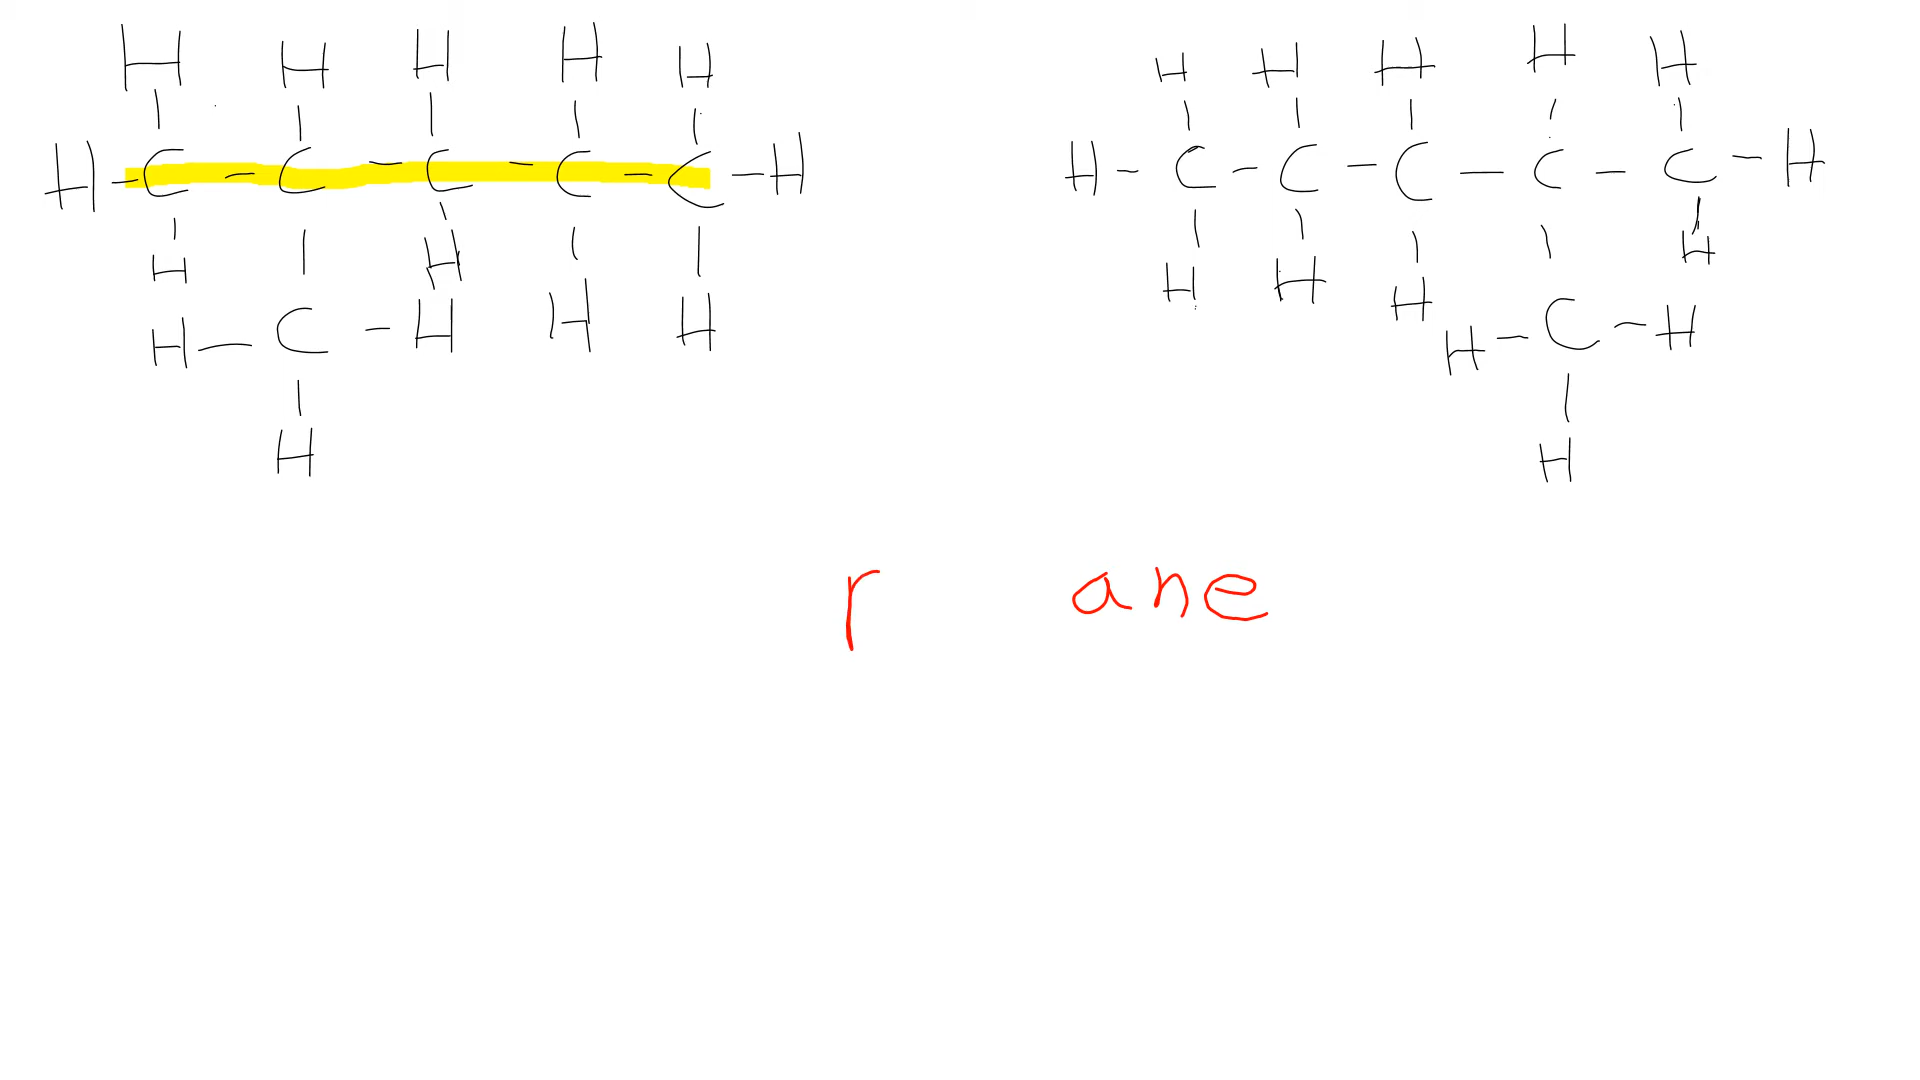 H H H H H H H H H H
H - C - C - C - C - C - H H - C - C - C - C - C - H
H H H H H
H - C - H H H H - C - H
H H
r ane